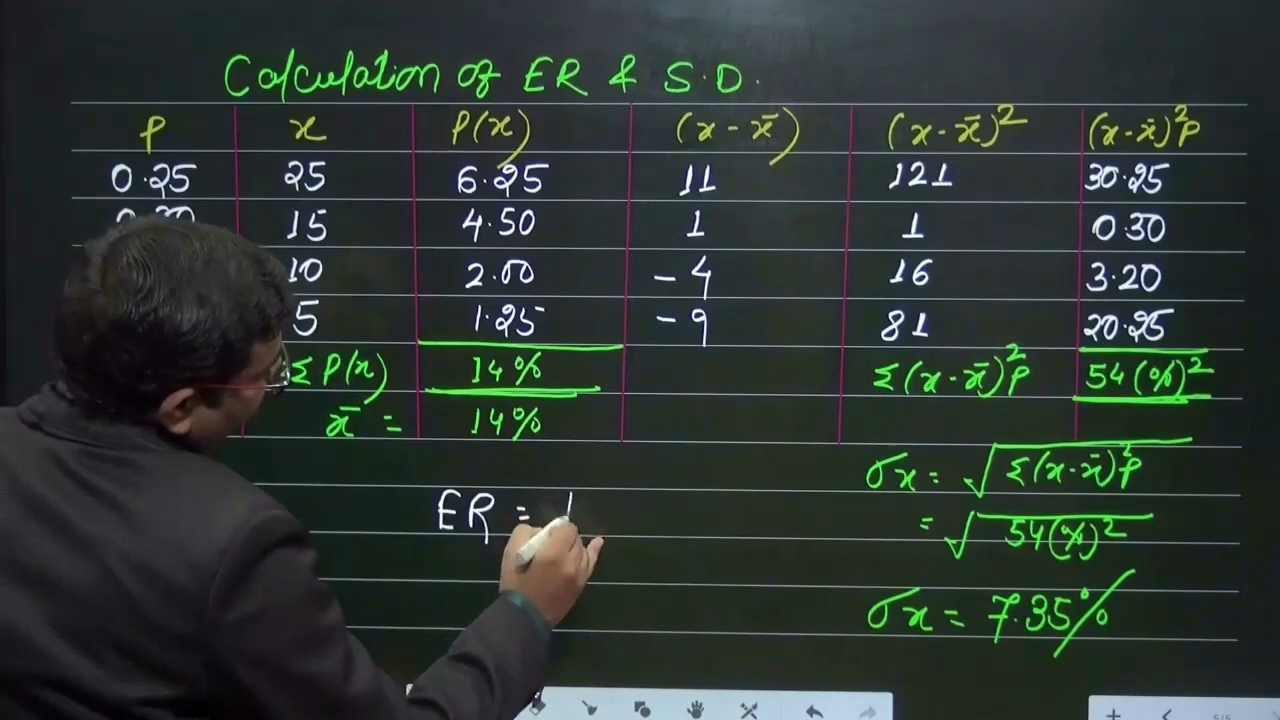 Calculation of ER & S.D.
P x P(x) (x - x̄) (x - x̄)² (x-x̄)²P
0.25 25 6.25 11 121 30.25
15 4.50 1 1 0.30
10 2.00 -4 16 3.20
5 1.25 -9 81 20.25
Σ P(x) 14% Σ(x-x̄)²P 54(%)²
x̄ = 14%
σx = √Σ(x-x̄)²P
ER =
= √54(%)²
σx = 7.35%
5/5